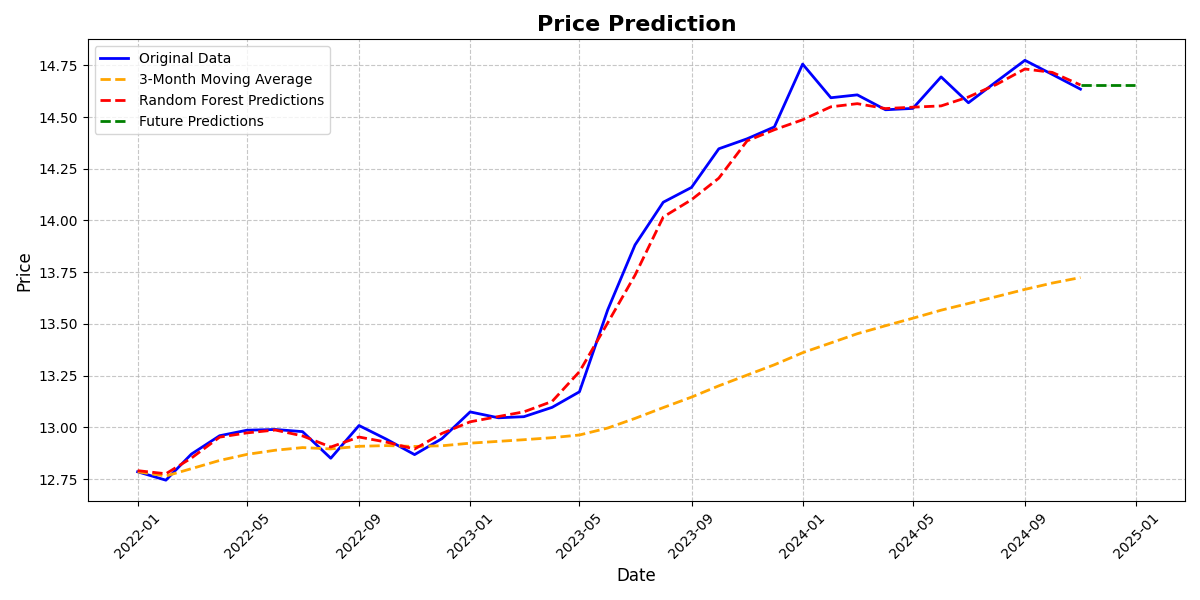 Price Prediction
Original Data
3-Month Moving Average
Random Forest Predictions
Future Predictions
14.75
14.50
14.25
14.00
13.75
13.50
13.25
13.00
12.75
Price
2022-01
2022-05
2022-09
2023-01
2023-05
2023-09
2024-01
2024-05
2024-09
2025-01
Date